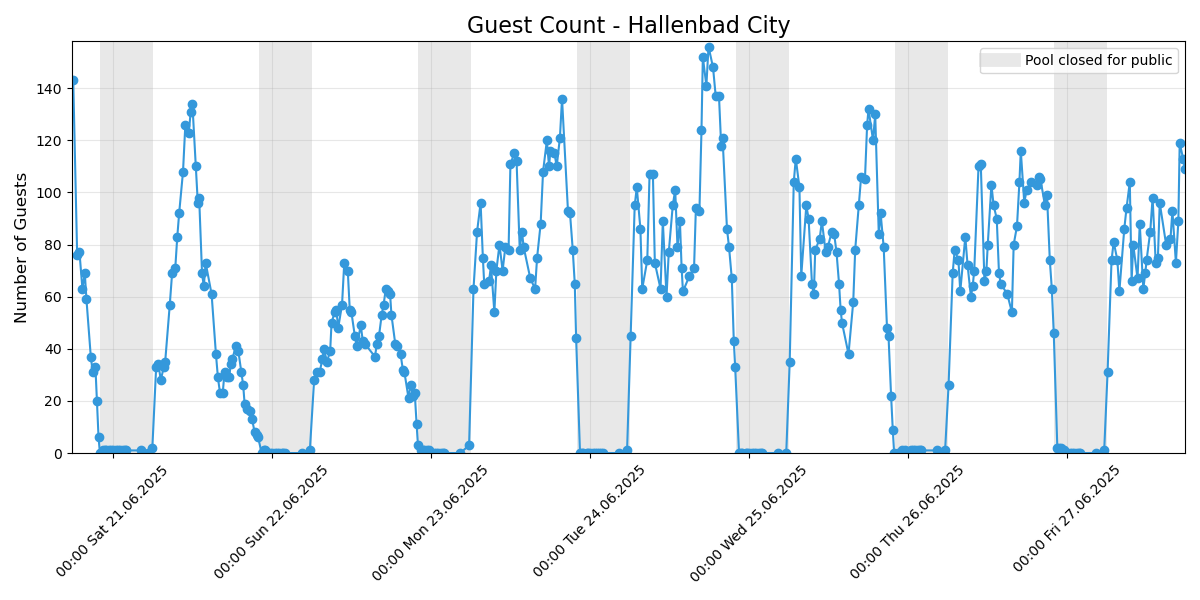 Guest Count - Hallenbad City
Pool closed for public
Number of Guests
140
120
100
80
60
40
20
0
00:00 Sat 21.06.2025
00:00 Sun 22.06.2025
00:00 Mon 23.06.2025
00:00 Tue 24.06.2025
00:00 Wed 25.06.2025
00:00 Thu 26.06.2025
00:00 Fri 27.06.2025